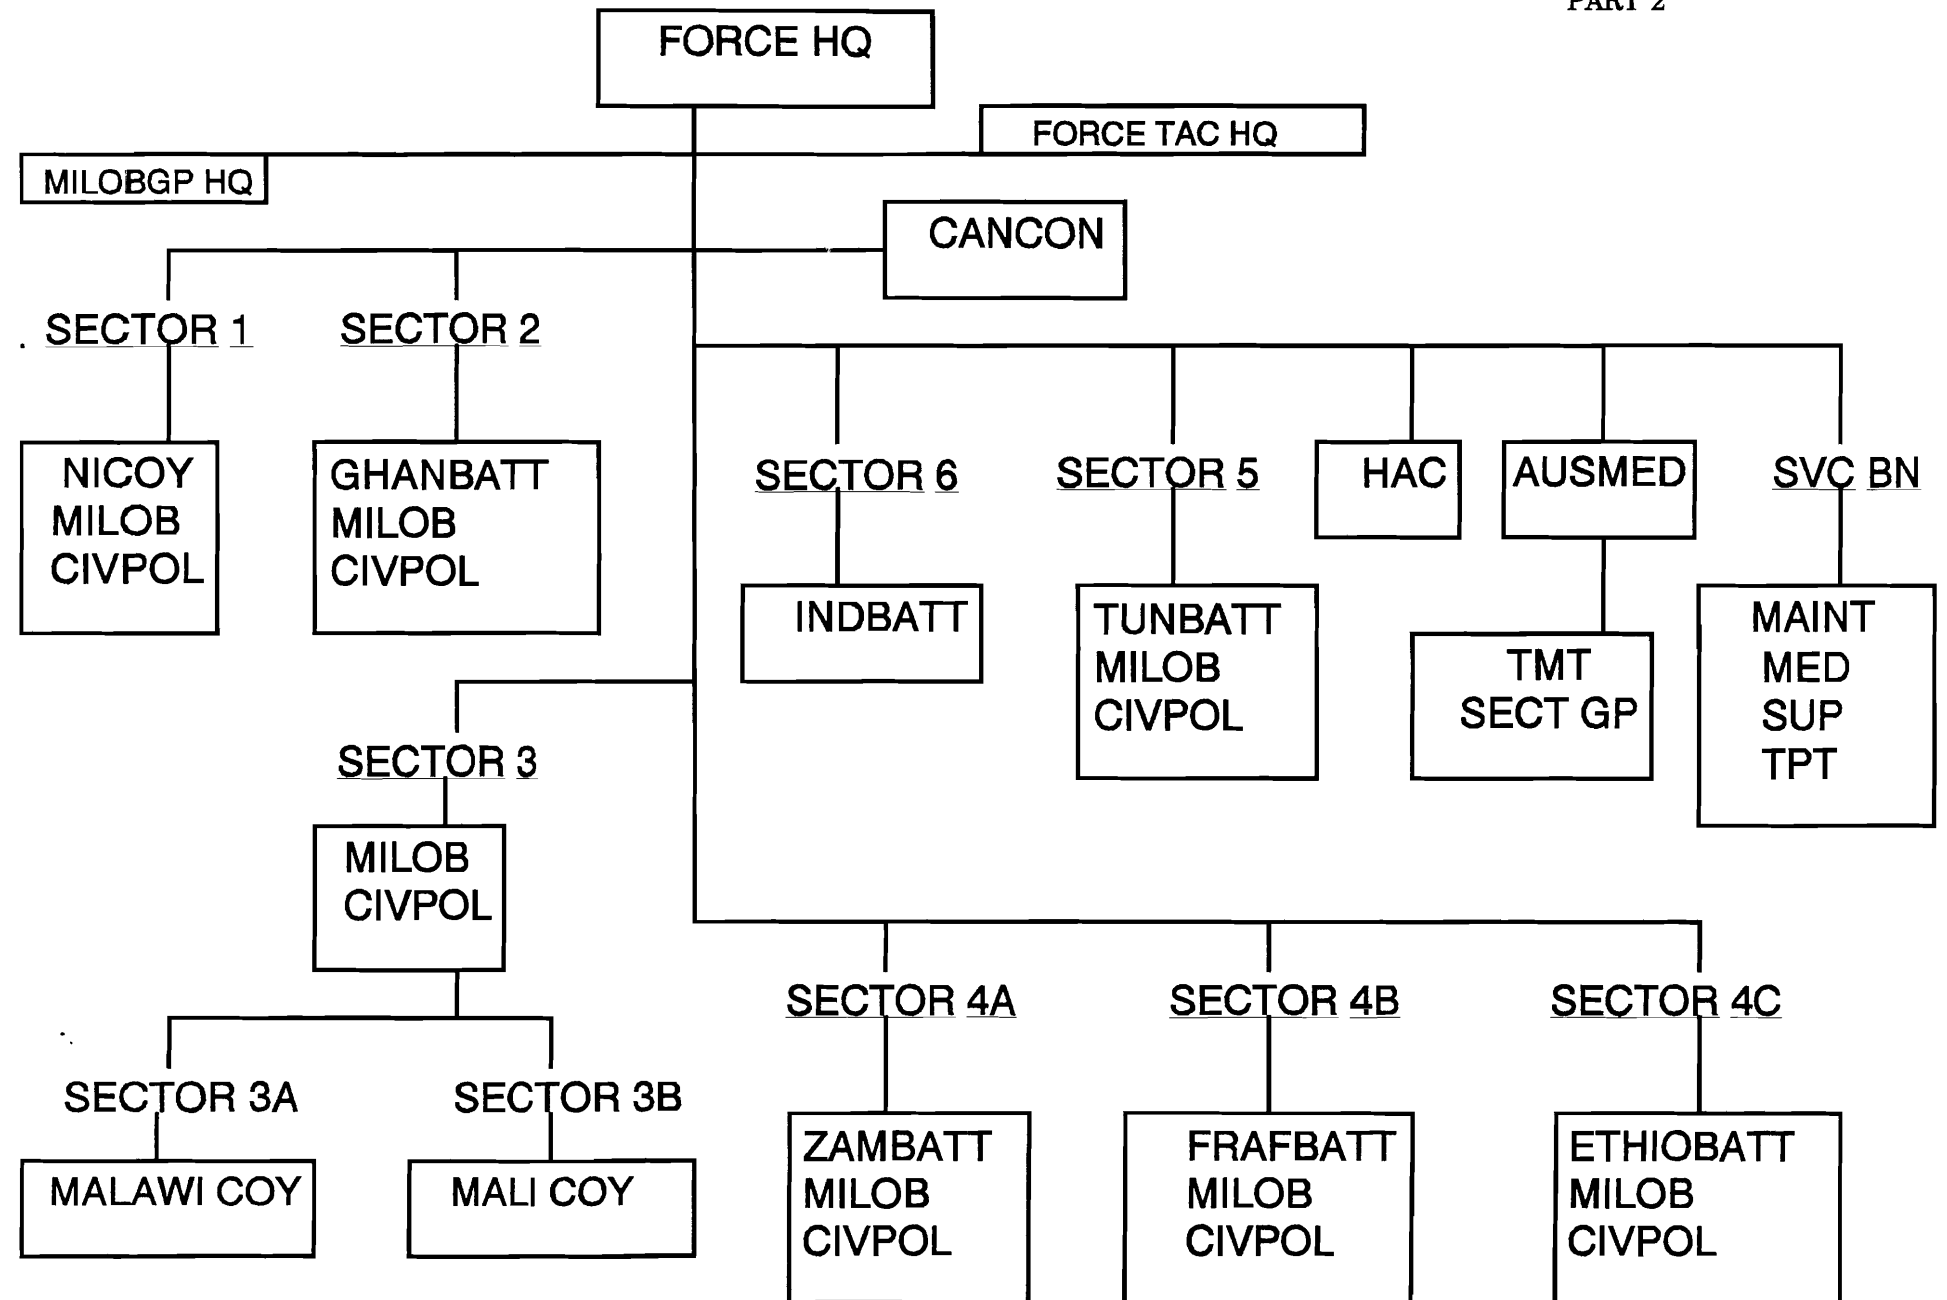 PART 2
FORCE HQ
FORCE TAC HQ
MILOBGP HQ
CANCON
SECTOR 1
SECTOR 2
NICOY
MILOB
CIVPOL
GHANBATT
MILOB
CIVPOL
SECTOR 6
SECTOR 5
HAC
AUSMED
SVC BN
INDBATT
TUNBATT
MILOB
CIVPOL
TMT
SECT GP
MAINT
MED
SUP
TPT
SECTOR 3
MILOB
CIVPOL
SECTOR 3A
SECTOR 3B
MALAWI COY
MALI COY
SECTOR 4A
SECTOR 4B
SECTOR 4C
ZAMBATT
MILOB
CIVPOL
FRAFBATT
MILOB
CIVPOL
ETHIOBATT
MILOB
CIVPOL